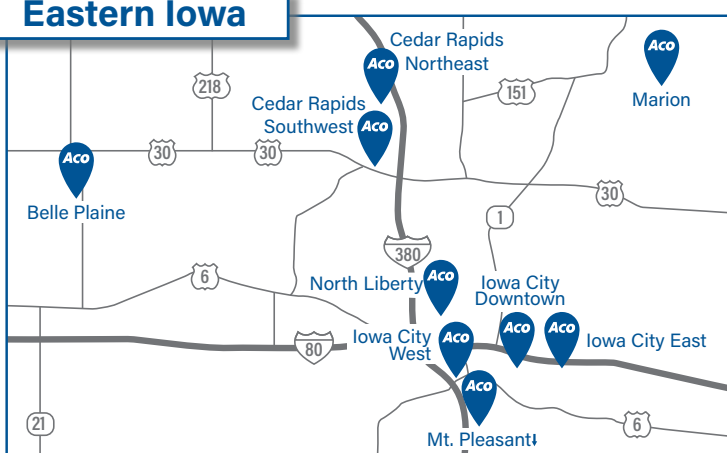 Eastern Iowa
Aco
Cedar Rapids
Northeast
Aco
Marion
218
151
Cedar Rapids
Southwest
Aco
30
30
Aco
Belle Plaine
30
1
380
6
North Liberty
Aco
Iowa City
Downtown
Aco
Aco
Iowa City East
Iowa City
West
Aco
80
Aco
Mt. Pleasant⬇
21
6